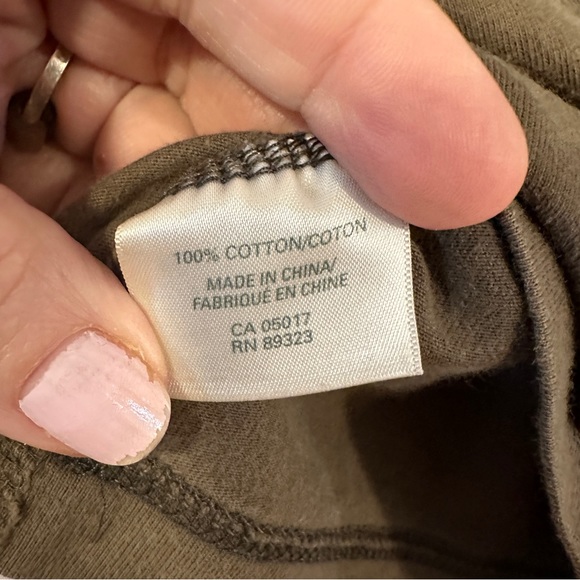 100% COTTON/COTON
MADE IN CHINA/
FABRIQUÉ EN CHINE
CA 05017
RN 89323